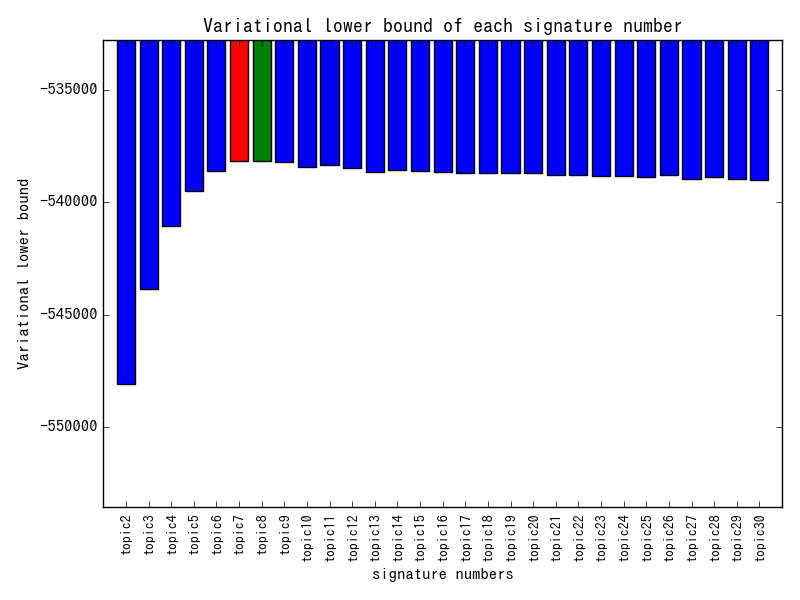 Variational lower bound of each signature number
Variational lower bound
-535000
-540000
-545000
-550000
topic2
topic3
topic4
topic5
topic6
topic7
topic8
topic9
topic10
topic11
topic12
topic13
topic14
topic15
topic16
topic17
topic18
topic19
topic20
topic21
topic22
topic23
topic24
topic25
topic26
topic27
topic28
topic29
topic30
signature numbers